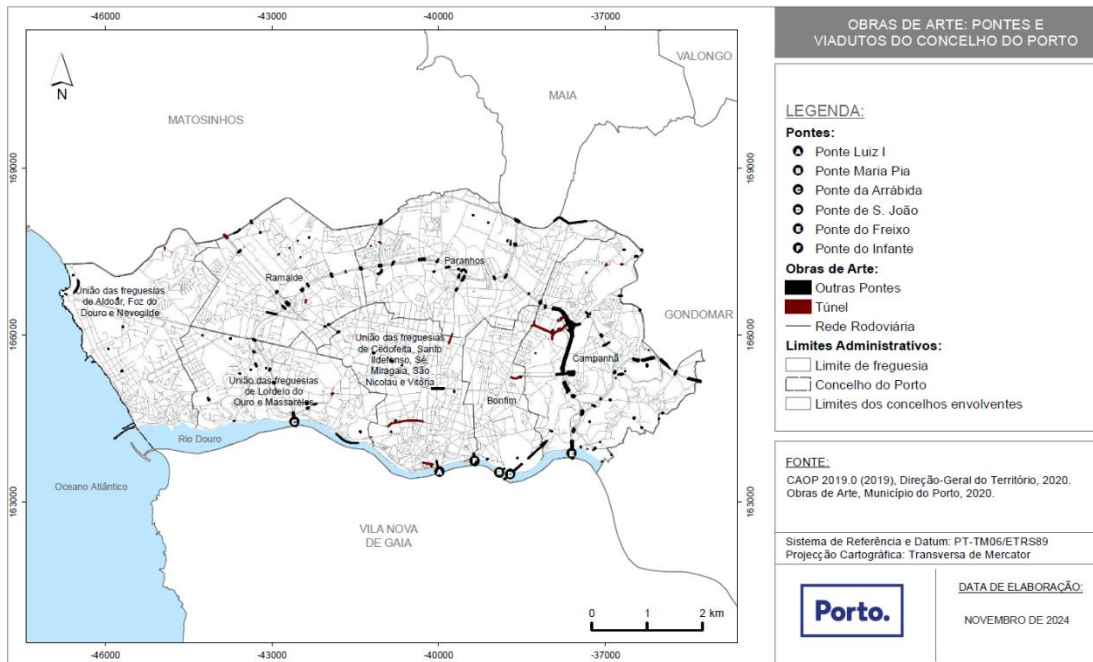 -46000
-43000
-40000
-37000
OBRAS DE ARTE: PONTES E
VIADUTOS DO CONCELHO DO PORTO
N
VALONGO
MAIA
MATOSINHOS
169000
169000
LEGENDA:
Pontes:
A Ponte Luiz I
B Ponte Maria Pia
C Ponte da Arrábida
D Ponte de S. João
E Ponte do Freixo
F Ponte do Infante
Obras de Arte:
Outras Pontes
Túnel
Rede Rodoviária
Limites Administrativos:
Limite de freguesia
Concelho do Porto
Limites dos concelhos envolventes
Paranhos
Ramalde
União das freguesias
de Aldoar, Foz do
Douro e Nevogilde
GONDOMAR
166000
166000
União das freguesias
de Cedofeita, Santo
Ildefonso, Sé,
Miragaia, São
Nicolau e Vitória
Campanhã
União das freguesias
de Lordelo do
Ouro e Massarelos
Bonfim
C
Rio Douro
E
F
A
B
D
Oceano Atlântico
163000
163000
VILA NOVA
DE GAIA
FONTE:
CAOP 2019.0 (2019), Direção-Geral do Território, 2020.
Obras de Arte, Município do Porto, 2020.
Sistema de Referência e Datum: PT-TM06/ETRS89
Projecção Cartográfica: Transversa de Mercator
0 1 2 km
Porto.
DATA DE ELABORAÇÃO:
NOVEMBRO DE 2024
-46000
-43000
-40000
-37000